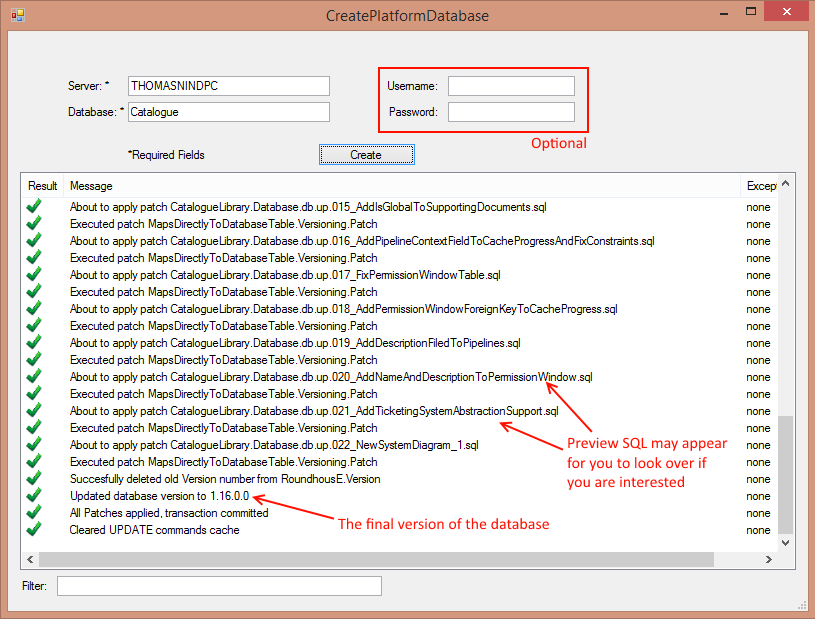 CreatePlatformDatabase
Server: * THOMASNINDPC Username:
Database: * Catalogue Password:
Optional
*Required Fields Create
Result Message Except
About to apply patch CatalogueLibrary.Database.db.up.015_AddIsGlobalToSupportingDocuments.sql none
Executed patch MapsDirectlyToDatabaseTable.Versioning.Patch none
About to apply patch CatalogueLibrary.Database.db.up.016_AddPipelineContextFieldToCacheProgressAndFixConstraints.sql none
Executed patch MapsDirectlyToDatabaseTable.Versioning.Patch none
About to apply patch CatalogueLibrary.Database.db.up.017_FixPermissionWindowTable.sql none
Executed patch MapsDirectlyToDatabaseTable.Versioning.Patch none
About to apply patch CatalogueLibrary.Database.db.up.018_AddPermissionWindowForeignKeyToCacheProgress.sql none
Executed patch MapsDirectlyToDatabaseTable.Versioning.Patch none
About to apply patch CatalogueLibrary.Database.db.up.019_AddDescriptionFiledToPipelines.sql none
Executed patch MapsDirectlyToDatabaseTable.Versioning.Patch none
About to apply patch CatalogueLibrary.Database.db.up.020_AddNameAndDescriptionToPermissionWindow.sql none
Executed patch MapsDirectlyToDatabaseTable.Versioning.Patch none
About to apply patch CatalogueLibrary.Database.db.up.021_AddTicketingSystemAbstractionSupport.sql none
Executed patch MapsDirectlyToDatabaseTable.Versioning.Patch none
About to apply patch CatalogueLibrary.Database.db.up.022_NewSystemDiagram_1.sql none
Executed patch MapsDirectlyToDatabaseTable.Versioning.Patch none
Succesfully deleted old Version number from RoundhousE.Version none
Updated database version to 1.16.0.0 none
All Patches applied, transaction committed none
Cleared UPDATE commands cache none
Preview SQL may appear
for you to look over if
you are interested
The final version of the database
Filter: